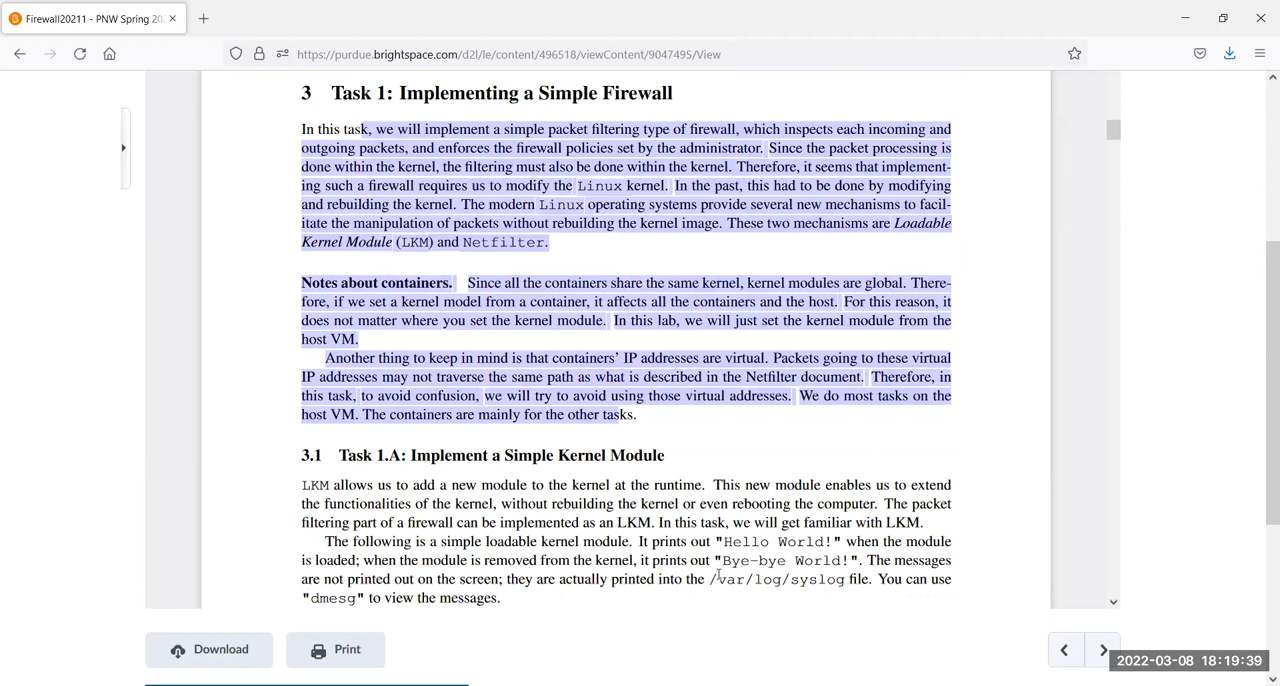 Firewall20211 - PNW Spring 20
https://purdue.brightspace.com/d2l/le/content/496518/viewContent/9047495/View
3 Task 1: Implementing a Simple Firewall
In this task, we will implement a simple packet filtering type of firewall, which inspects each incoming and
outgoing packets, and enforces the firewall policies set by the administrator. Since the packet processing is
done within the kernel, the filtering must also be done within the kernel. Therefore, it seems that implement-
ing such a firewall requires us to modify the Linux kernel. In the past, this had to be done by modifying
and rebuilding the kernel. The modern Linux operating systems provide several new mechanisms to facil-
itate the manipulation of packets without rebuilding the kernel image. These two mechanisms are Loadable
Kernel Module (LKM) and Netfilter.
Notes about containers. Since all the containers share the same kernel, kernel modules are global. There-
fore, if we set a kernel model from a container, it affects all the containers and the host. For this reason, it
does not matter where you set the kernel module. In this lab, we will just set the kernel module from the
host VM.
Another thing to keep in mind is that containers' IP addresses are virtual. Packets going to these virtual
IP addresses may not traverse the same path as what is described in the Netfilter document. Therefore, in
this task, to avoid confusion, we will try to avoid using those virtual addresses. We do most tasks on the
host VM. The containers are mainly for the other tasks.
3.1 Task 1.A: Implement a Simple Kernel Module
LKM allows us to add a new module to the kernel at the runtime. This new module enables us to extend
the functionalities of the kernel, without rebuilding the kernel or even rebooting the computer. The packet
filtering part of a firewall can be implemented as an LKM. In this task, we will get familiar with LKM.
The following is a simple loadable kernel module. It prints out "Hello World!" when the module
is loaded; when the module is removed from the kernel, it prints out "Bye-bye World!". The messages
are not printed out on the screen; they are actually printed into the /var/log/syslog file. You can use
"dmesg" to view the messages.
Download Print
2022-03-08 18:19:39